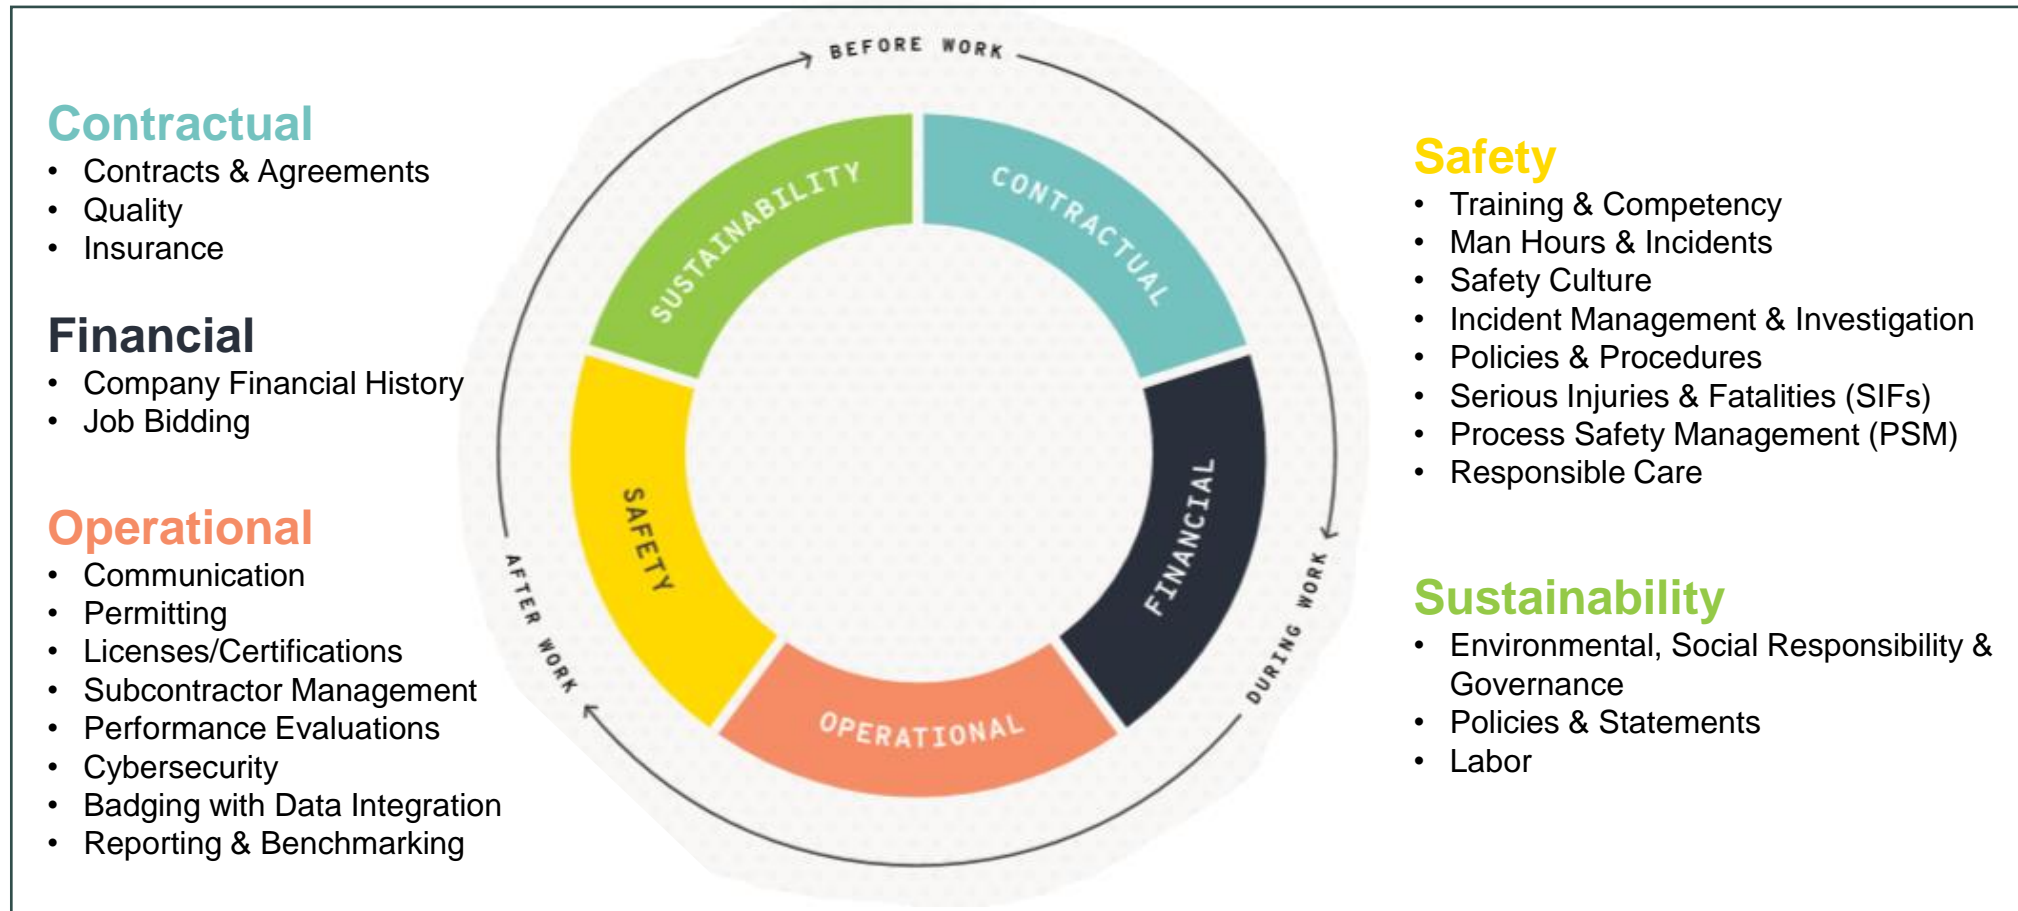 Contractual
• Contracts & Agreements
• Quality
• Insurance
Financial
• Company Financial History
• Job Bidding
Operational
• Communication
• Permitting
• Licenses/Certifications
• Subcontractor Management
• Performance Evaluations
• Cybersecurity
• Badging with Data Integration
• Reporting & Benchmarking
BEFORE WORK
DURING WORK
AFTER WORK
CONTRACTUAL
FINANCIAL
OPERATIONAL
SAFETY
SUSTAINABILITY
Safety
• Training & Competency
• Man Hours & Incidents
• Safety Culture
• Incident Management & Investigation
• Policies & Procedures
• Serious Injuries & Fatalities (SIFs)
• Process Safety Management (PSM)
• Responsible Care
Sustainability
• Environmental, Social Responsibility &
Governance
• Policies & Statements
• Labor